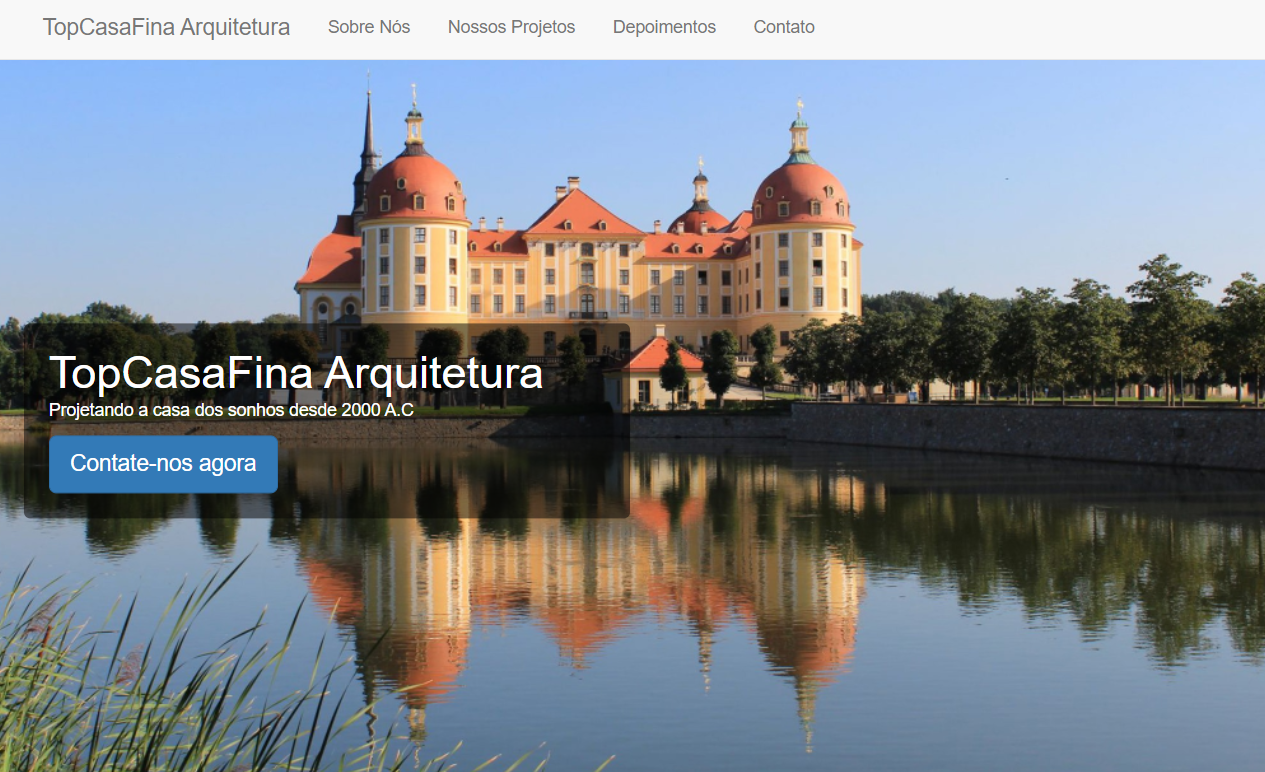 TopCasaFina Arquitetura Sobre Nós Nossos Projetos Depoimentos Contato
TopCasaFina Arquitetura
Projetando a casa dos sonhos desde 2000 A.C
Contate-nos agora